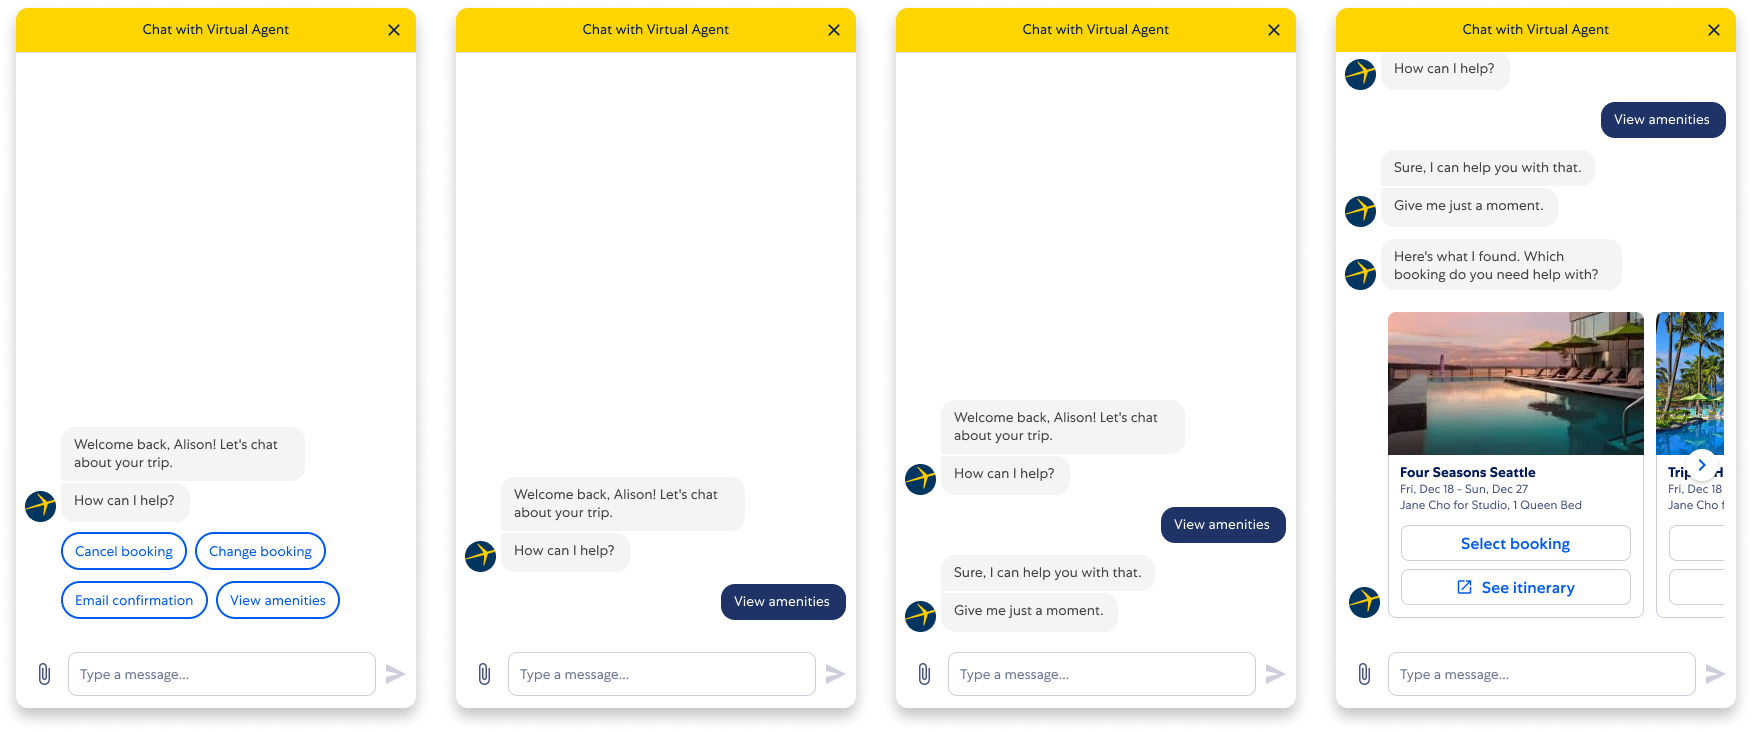 Chat with Virtual Agent
Welcome back, Alison! Let's chat
about your trip.
How can I help?
Cancel booking
Change booking
Email confirmation
View amenities
Type a message...
Chat with Virtual Agent
Welcome back, Alison! Let's chat
about your trip.
How can I help?
View amenities
Type a message...
Chat with Virtual Agent
Welcome back, Alison! Let's chat
about your trip.
How can I help?
View amenities
Sure, I can help you with that.
Give me just a moment.
Type a message...
Chat with Virtual Agent
How can I help?
View amenities
Sure, I can help you with that.
Give me just a moment.
Here's what I found. Which
booking do you need help with?
Four Seasons Seattle
Fri, Dec 18 - Sun, Dec 27
Jane Cho for Studio, 1 Queen Bed
Select booking
See itinerary
Fri, Dec 18
Jane Cho
Type a message...